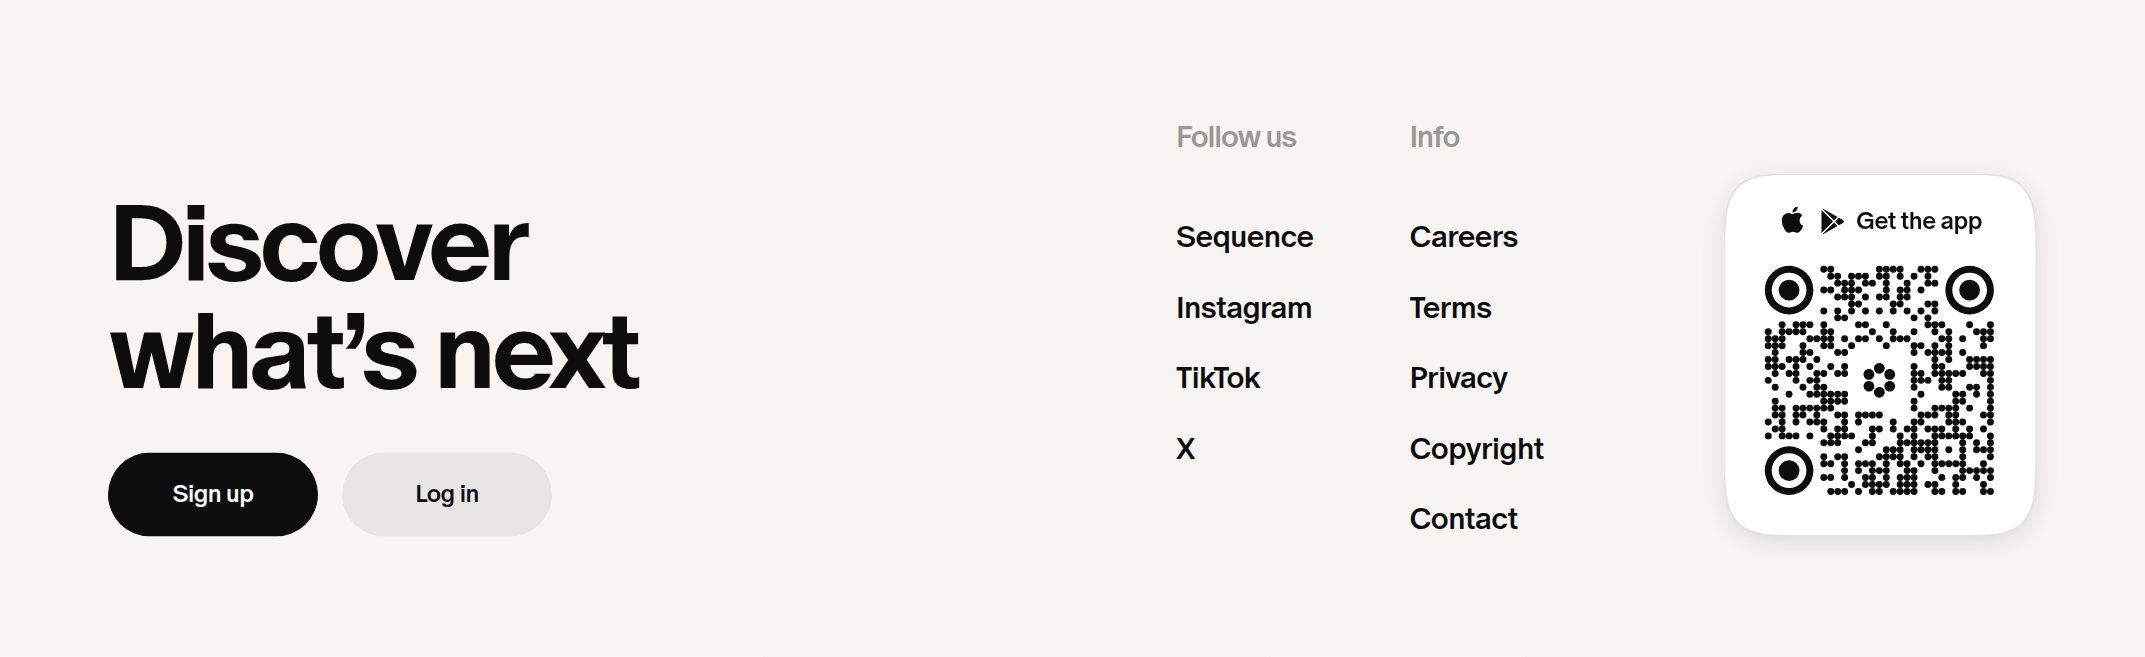 Discover
what’s next
Sign up
Log in
Follow us
Sequence
Instagram
TikTok
X
Info
Careers
Terms
Privacy
Copyright
Contact
Get the app